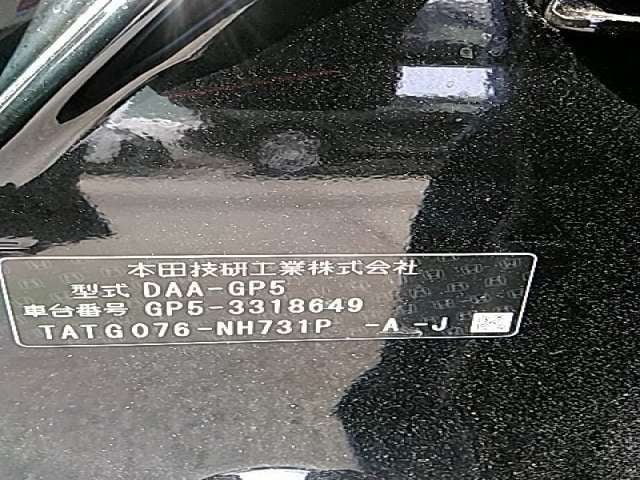 本田技研工業株式会社
型式 DAA-GP5
車台番号 GP5-3318649
TATG076-NH731P -A -J